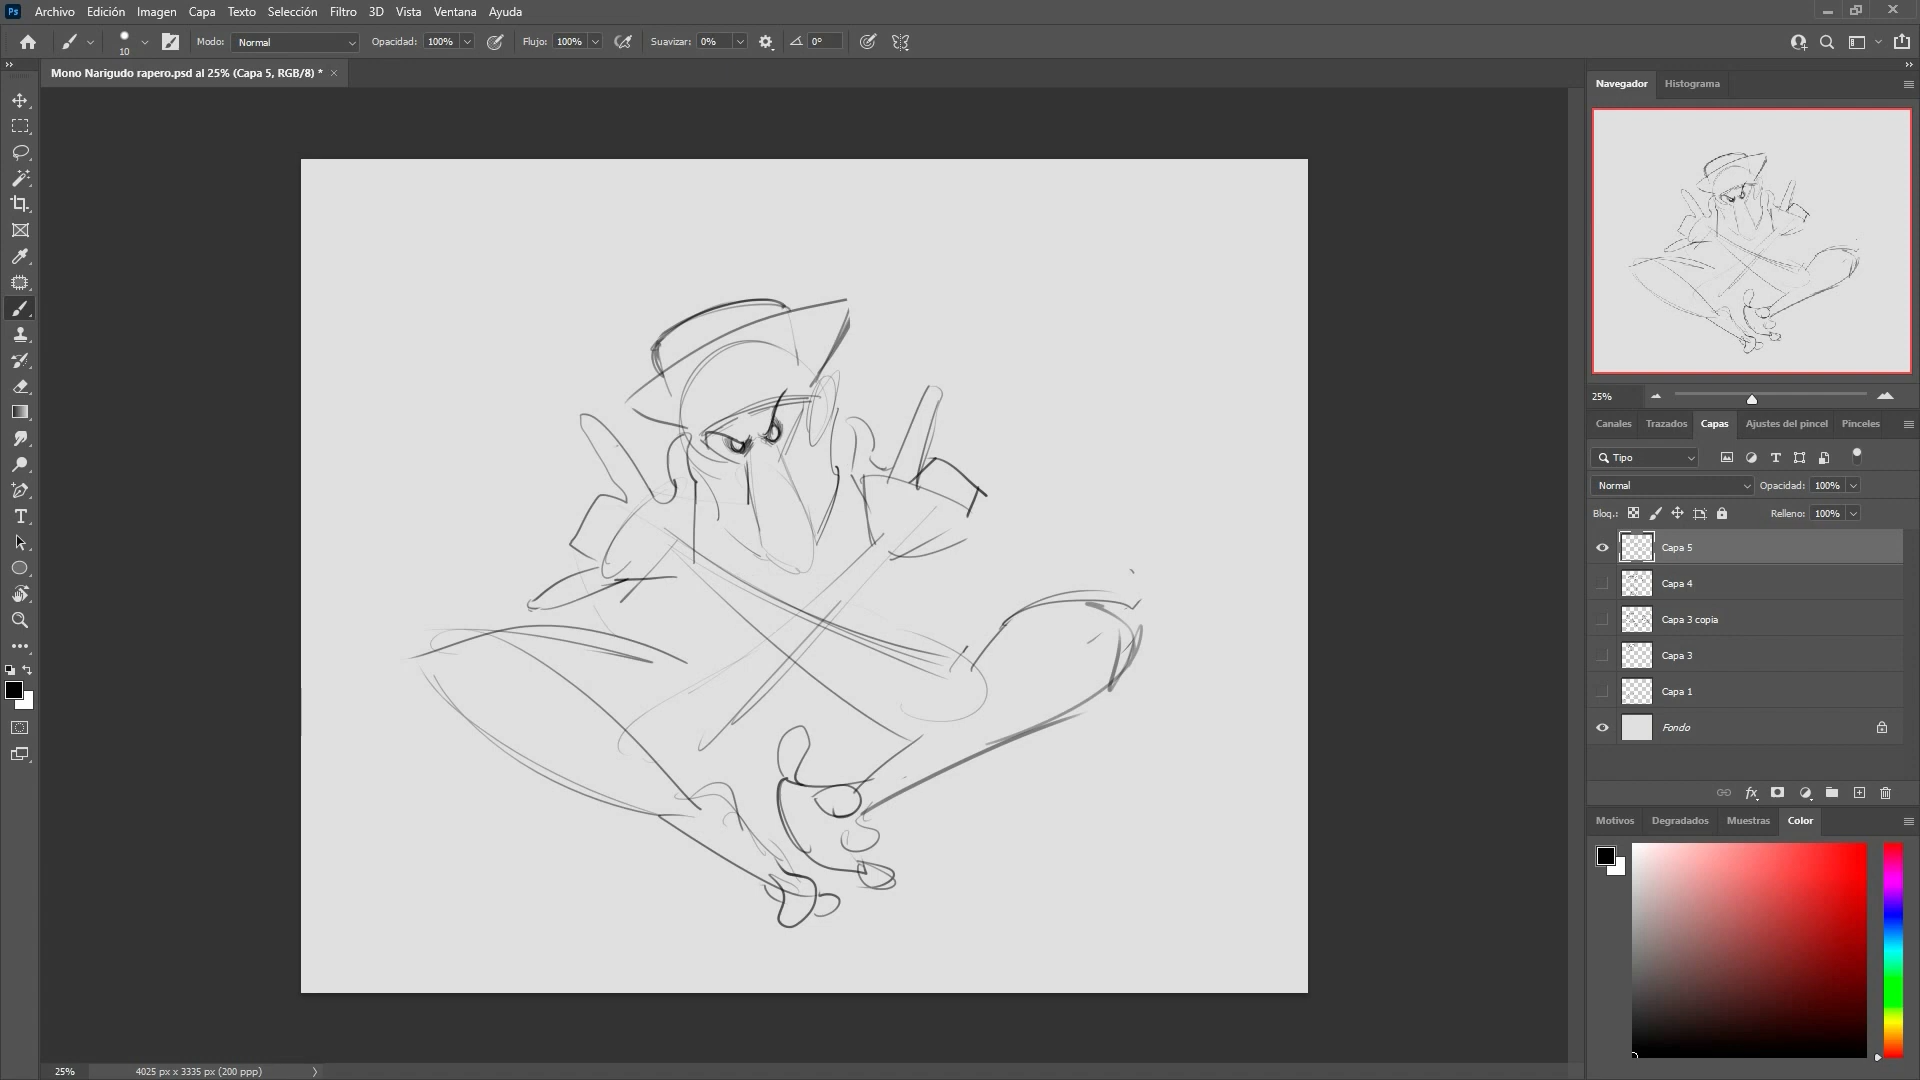 Ps Archivo Edición Imagen Capa Texto Selección Filtro 3D Vista Ventana Ayuda
10 Modo: Normal Opacidad: 100% Flujo: 100% Suavizar: 0% 0°
Mono Narigudo rapero.psd al 25% (Capa 5, RGB/8) *
Navegador Histograma
25%
Canales Trazados Capas Ajustes del pincel Pinceles
Tipo
Normal Opacidad: 100%
Bloq.: Relleno: 100%
Capa 5
Capa 4
Capa 3 copia
Capa 3
Capa 1
Fondo
fx
Motivos Degradados Muestras Color
25% 4025 px x 3335 px (200 ppp)